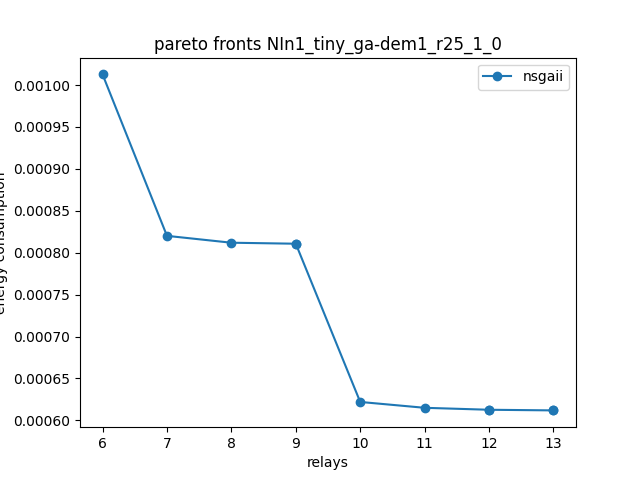 pareto fronts NIn1_tiny_ga-dem1_r25_1_0
nsgaii
0.00100
0.00095
0.00090
0.00085
0.00080
0.00075
0.00070
0.00065
0.00060
energy consumption
6 7 8 9 10 11 12 13
relays